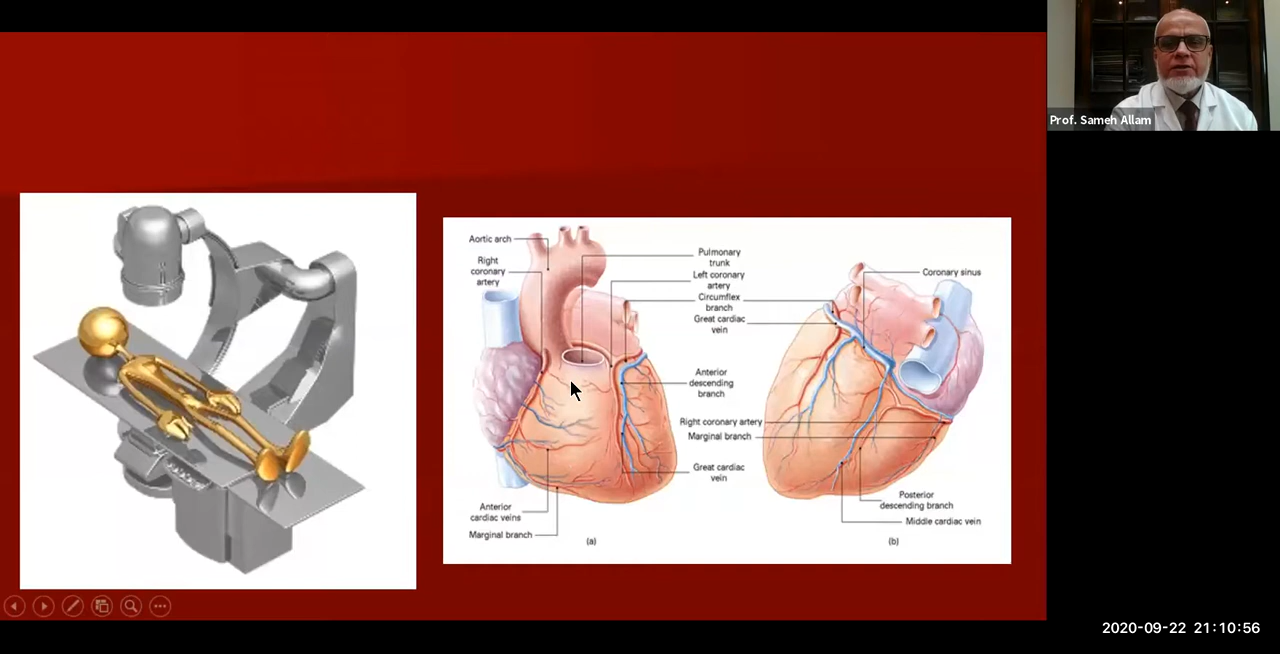 Prof. Sameh Allam
Aortic arch
Right
coronary
artery
Pulmonary
trunk
Left coronary
artery
Circumflex
branch
Great cardiac
vein
Anterior
descending
branch
Right coronary artery
Marginal branch
Great cardiac
vein
Anterior
cardiac veins
Marginal branch
(a)
Coronary sinus
Posterior
descending branch
Middle cardiac vein
(b)
2020-09-22 21:10:56